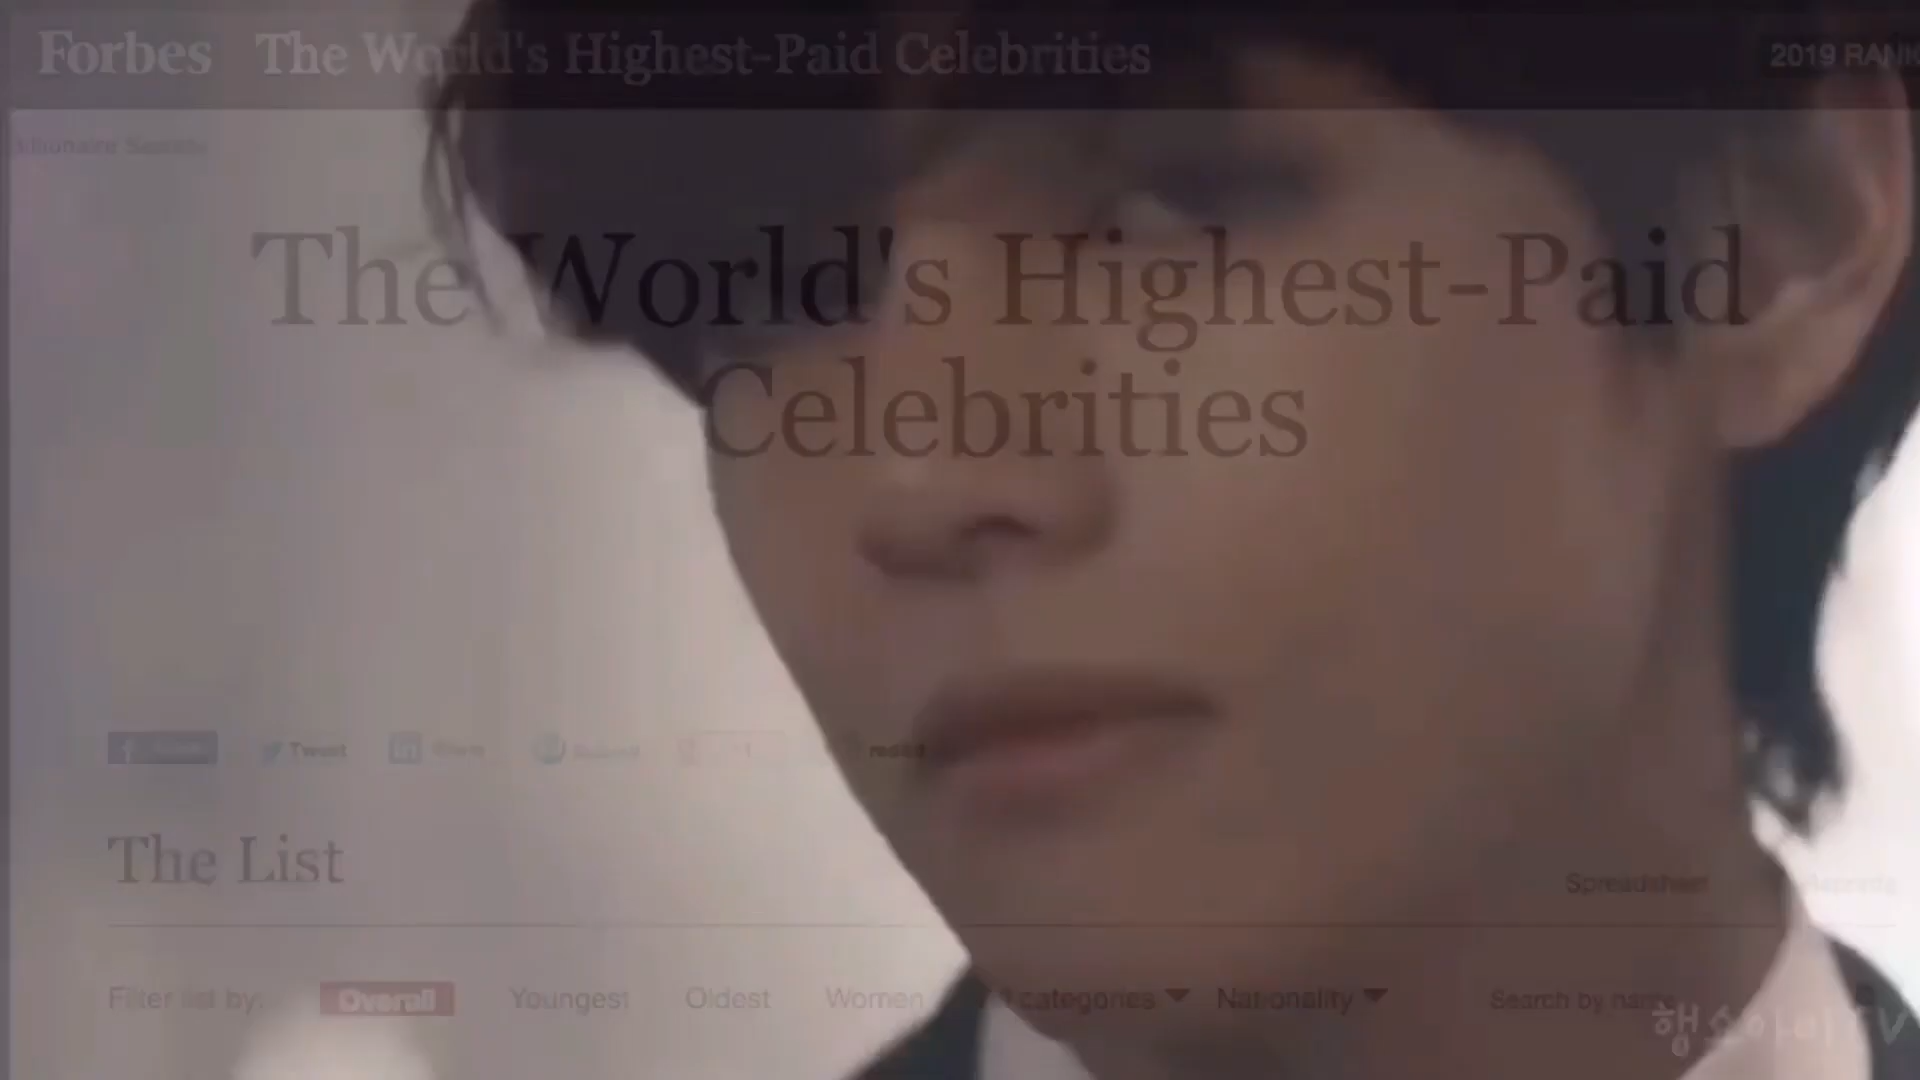 Forbes The World's Highest-Paid Celebrities
2019 RANK
The World's Highest-Paid
Celebrities
Tweet
The List
Spreadsheet
Filter list by:
Overall
Youngest
Oldest
Women
categories
Nationality
Search by name